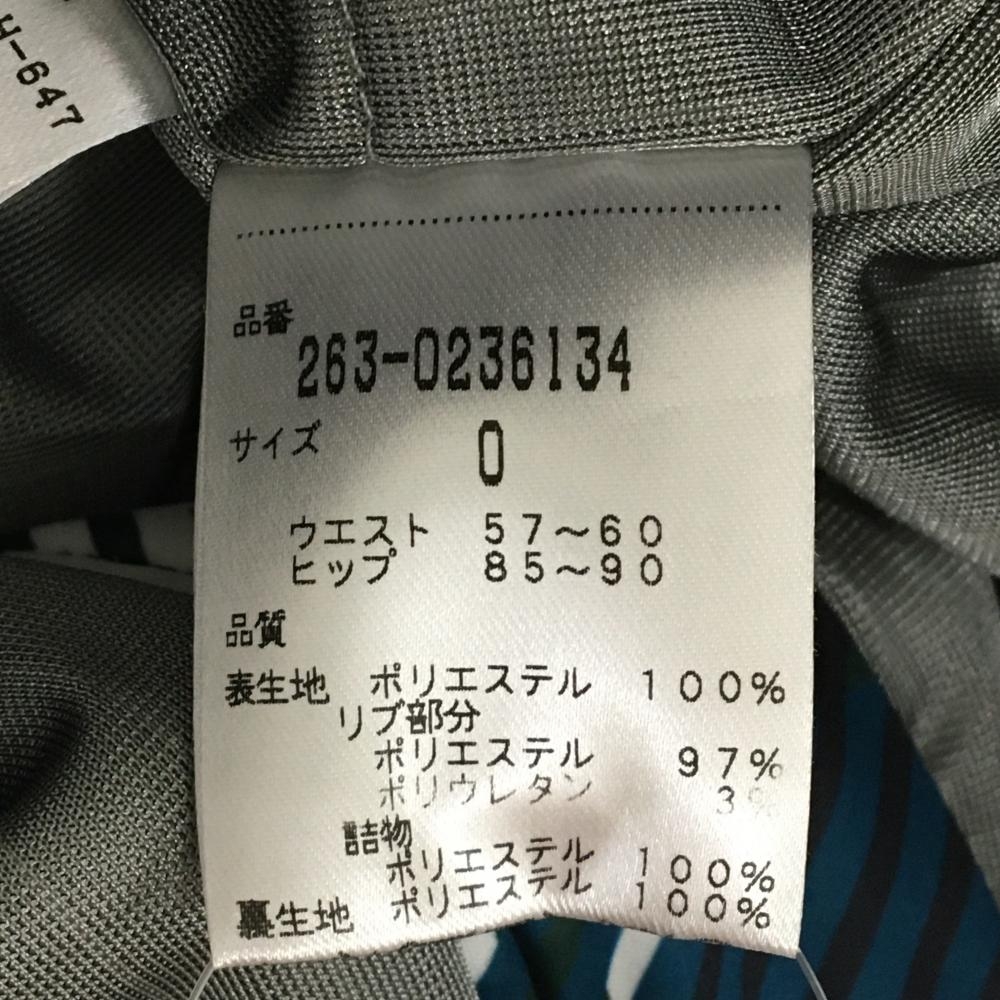 H-647
品番
263-0236134
サイズ 0
ウエスト 57〜60
ヒップ 85〜90
品質
表生地 ポリエステル 100%
リブ部分
ポリエステル 97%
ポリウレタン 3%
詰物
ポリエステル 100%
裏生地 ポリエステル 100%